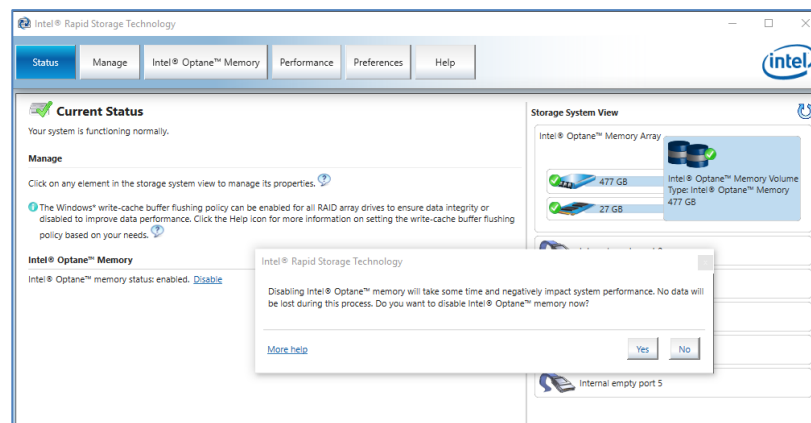 Intel® Rapid Storage Technology
Status
Manage
Intel® Optane™ Memory
Performance
Preferences
Help
intel
Current Status
Your system is functioning normally.
Manage
Click on any element in the storage system view to manage its properties.
The Windows* write-cache buffer flushing policy can be enabled for all RAID array drives to ensure data integrity or
disabled to improve data performance. Click the Help icon for more information on setting the write-cache buffer flushing
policy based on your needs.
Intel® Optane™ Memory
Intel® Optane™ memory status: enabled. Disable
Storage System View
Intel® Optane™ Memory Array
477 GB
27 GB
Intel® Optane™ Memory Volume
Type: Intel® Optane™ Memory
477 GB
Intel® Rapid Storage Technology
Disabling Intel® Optane™ memory will take some time and negatively impact system performance. No data will
be lost during this process. Do you want to disable Intel® Optane™ memory now?
More help
Yes
No
Internal empty port 5